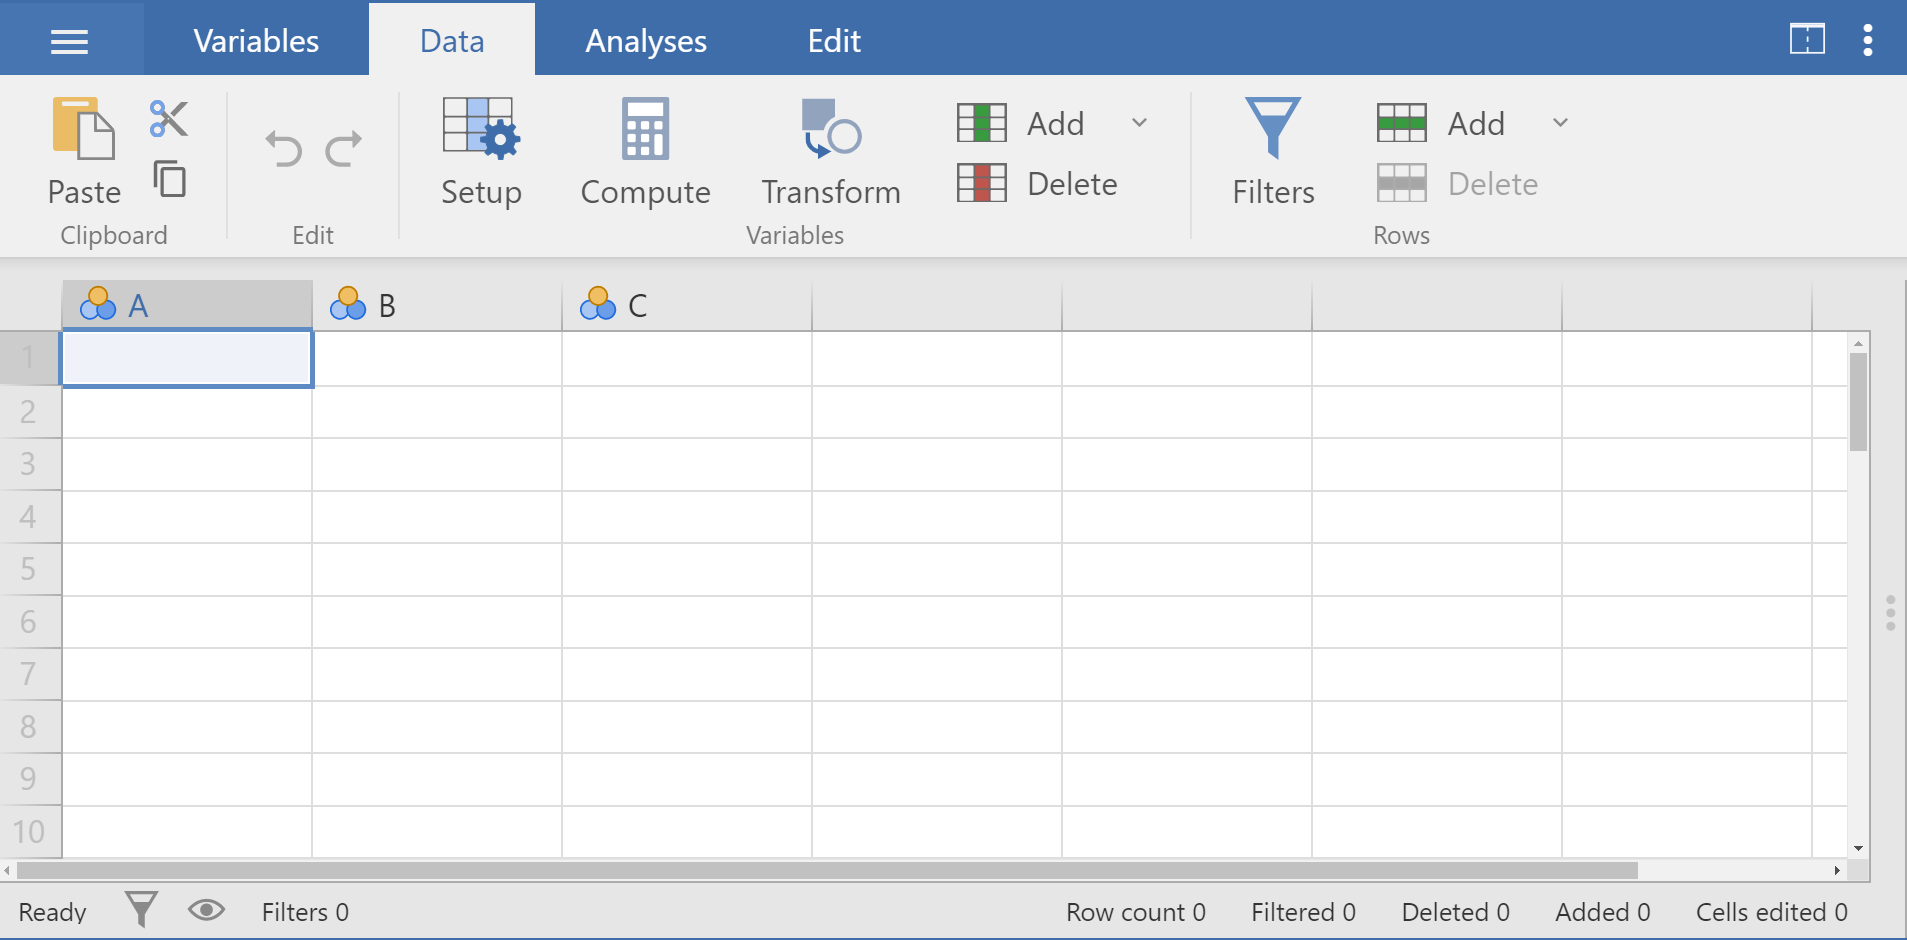 Variables Data Analyses Edit
Paste
Clipboard
Edit
Setup Compute Transform
Add
Delete
Variables
Filters
Add
Delete
Rows
A B C
1
2
3
4
5
6
7
8
9
10
Ready Filters 0 Row count 0 Filtered 0 Deleted 0 Added 0 Cells edited 0